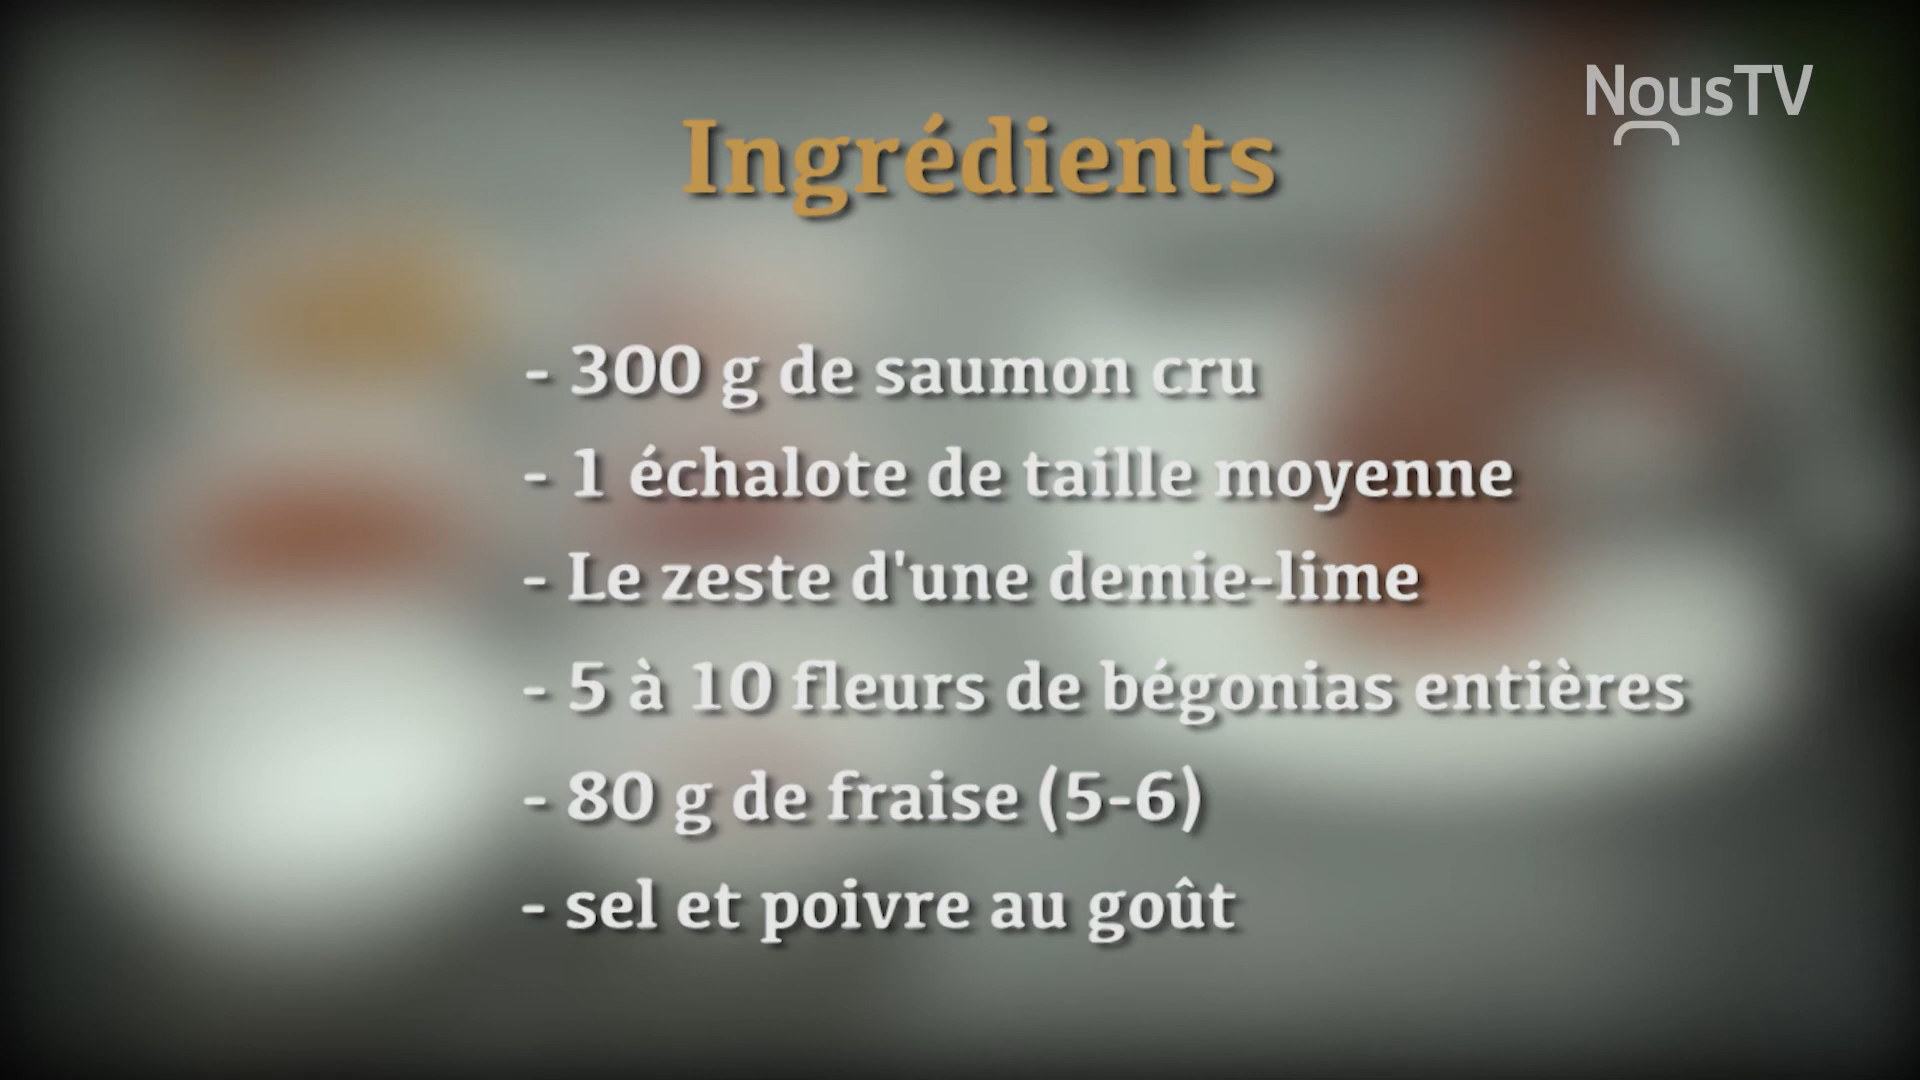 NousTV
Ingrédients
- 300 g de saumon cru
- 1 échalote de taille moyenne
- Le zeste d'une demie-lime
- 5 à 10 fleurs de bégonias entières
- 80 g de fraise (5-6)
- sel et poivre au goût